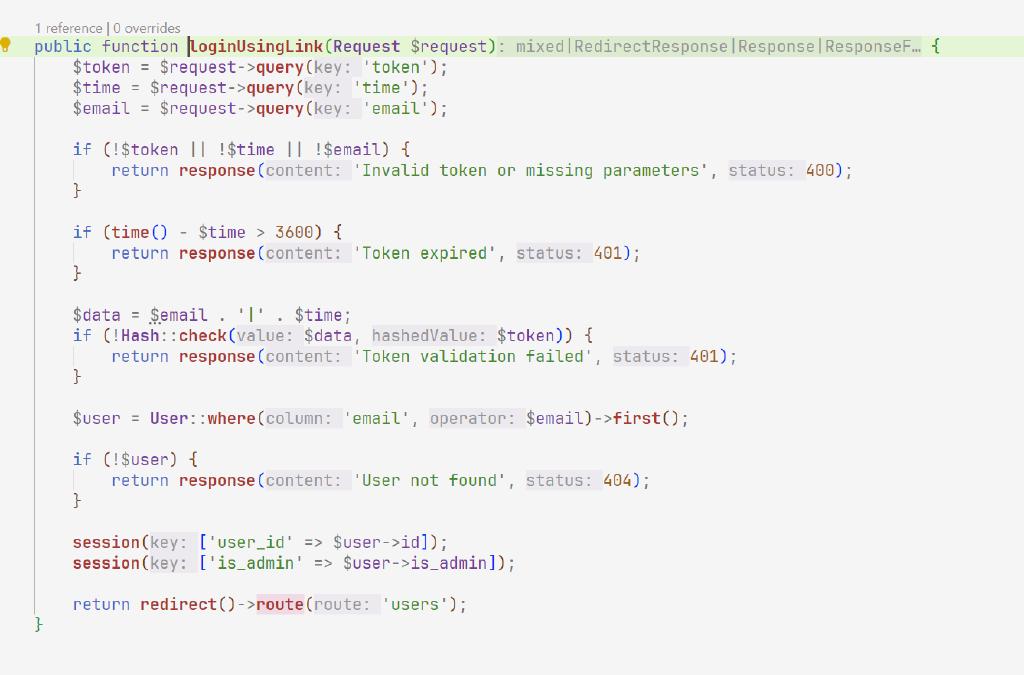 1 reference | 0 overrides
public function loginUsingLink(Request $request): mixed|RedirectResponse|Response|ResponseF… {
$token = $request->query(key: 'token');
$time = $request->query(key: 'time');
$email = $request->query(key: 'email');
if (!$token || !$time || !$email) {
return response(content: 'Invalid token or missing parameters', status: 400);
}
if (time() - $time > 3600) {
return response(content: 'Token expired', status: 401);
}
$data = $email . '|' . $time;
if (!Hash::check(value: $data, hashedValue: $token)) {
return response(content: 'Token validation failed', status: 401);
}
$user = User::where(column: 'email', operator: $email)->first();
if (!$user) {
return response(content: 'User not found', status: 404);
}
session(key: ['user_id' => $user->id]);
session(key: ['is_admin' => $user->is_admin]);
return redirect()->route(route: 'users');
}